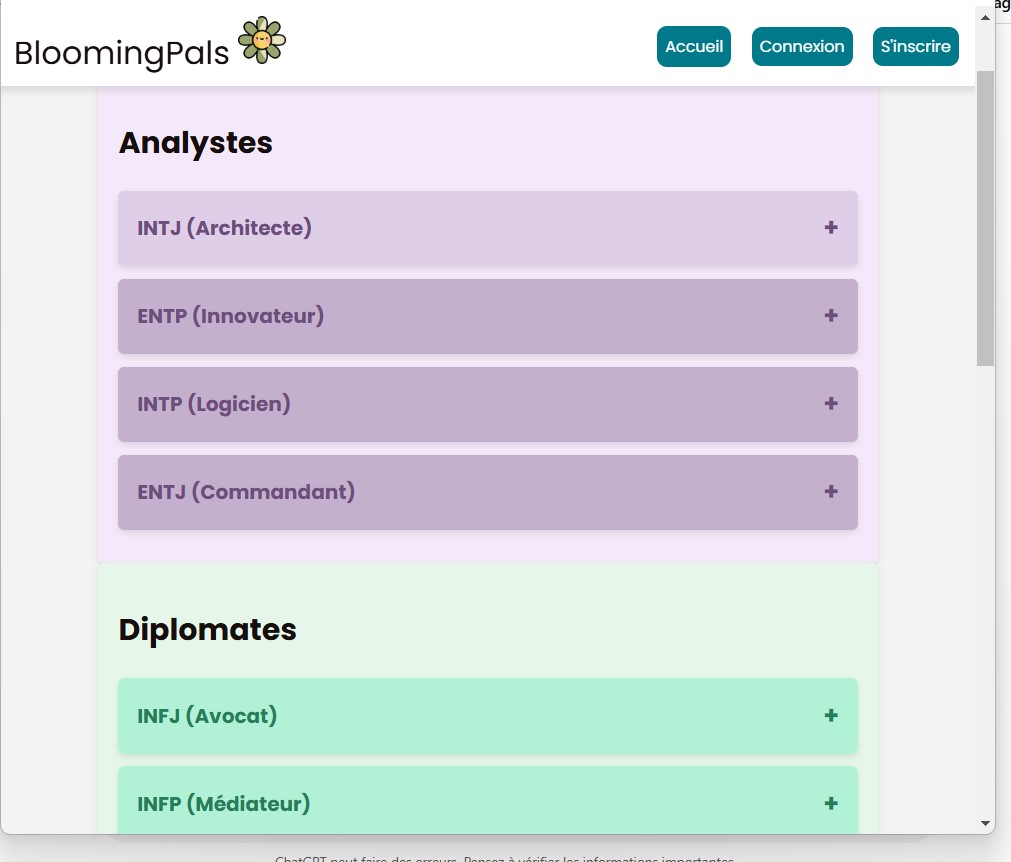 BloomingPals
Accueil
Connexion
S'inscrire
Analystes
INTJ (Architecte)
+
ENTP (Innovateur)
+
INTP (Logicien)
+
ENTJ (Commandant)
+
Diplomates
INFJ (Avocat)
+
INFP (Médiateur)
+
ChatGPT peut faire des erreurs. Pensez à vérifier les informations importantes.